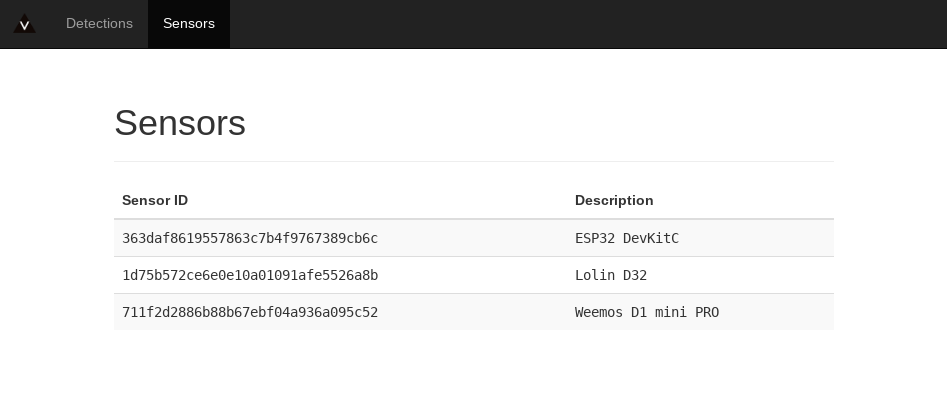 Detections Sensors
Sensors
Sensor ID Description
363daf8619557863c7b4f9767389cb6c ESP32 DevKitC
1d75b572ce6e0e10a01091afe5526a8b Lolin D32
711f2d2886b88b67ebf04a936a095c52 Weemos D1 mini PRO